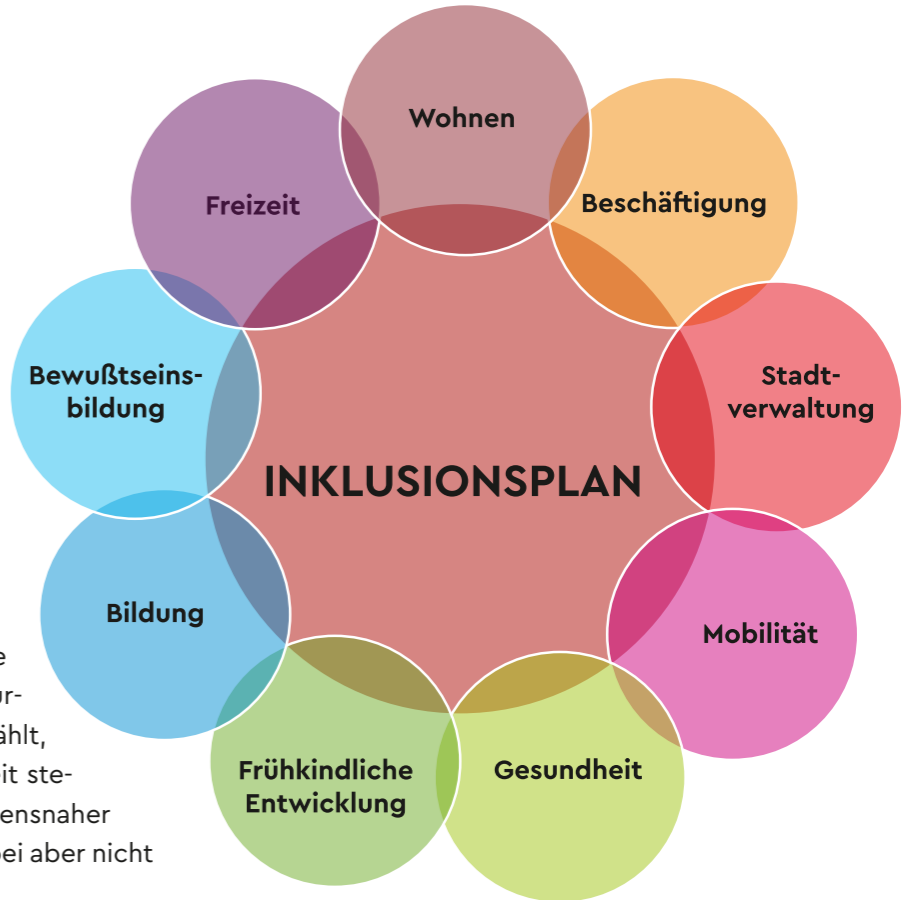 Wohnen
Beschäftigung
Freizeit
Stadt-
verwaltung
Bewußtseins-
bildung
INKLUSIONSPLAN
Mobilität
Bildung
Gesundheit
Frühkindliche
Entwicklung